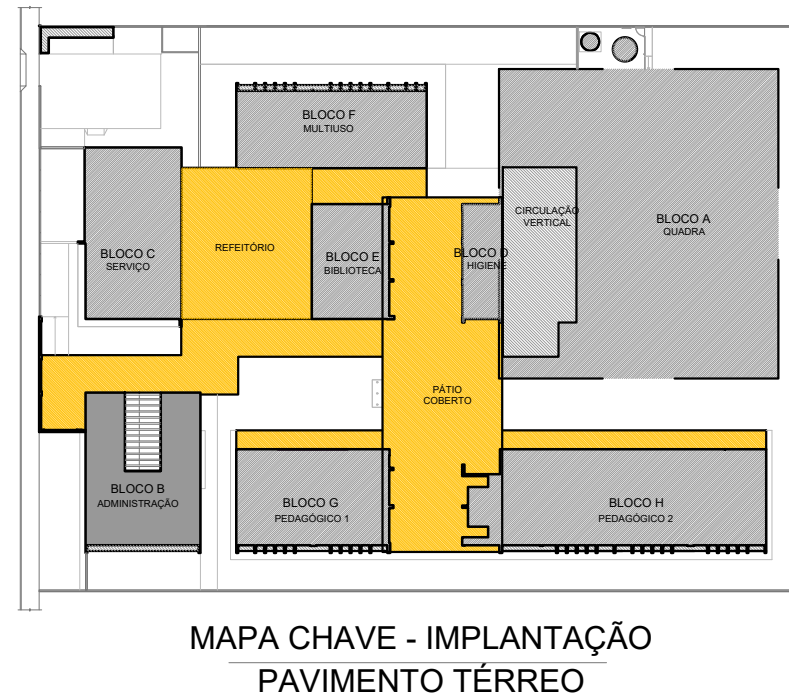 BLOCO F
MULTIUSO
CIRCULAÇÃO
VERTICAL
BLOCO A
QUADRA
BLOCO C
SERVIÇO
REFEITÓRIO
BLOCO E
BIBLIOTECA
BLOCO D
HIGIENE
PÁTIO
COBERTO
BLOCO B
ADMINISTRAÇÃO
BLOCO G
PEDAGÓGICO 1
BLOCO H
PEDAGÓGICO 2
MAPA CHAVE - IMPLANTAÇÃO
PAVIMENTO TÉRREO